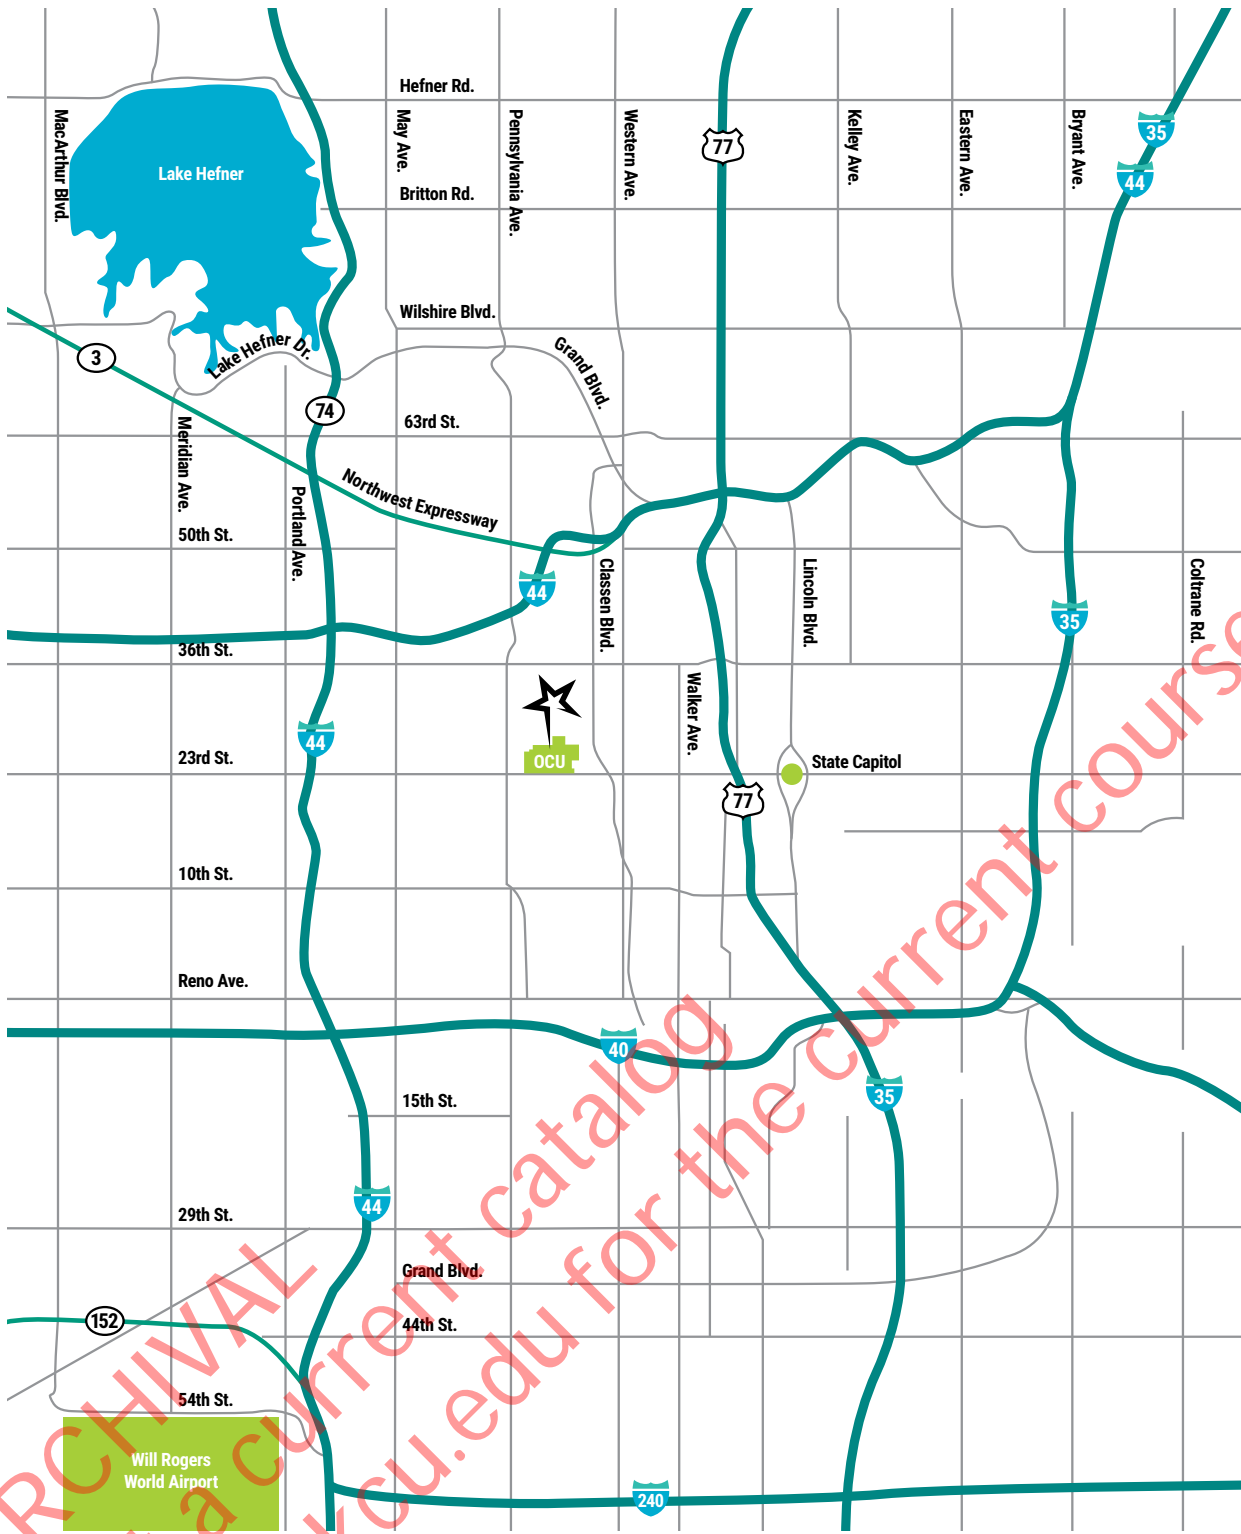 Hefner Rd.
MacArthur Blvd.
May Ave.
Pennsylvania Ave.
Western Ave.
77
Kelley Ave.
Eastern Ave.
Bryant Ave.
35
44
Lake Hefner
Britton Rd.
Wilshire Blvd.
3
Lake Hefner Dr.
Grand Blvd.
74
63rd St.
Meridian Ave.
Northwest Expressway
Portland Ave.
50th St.
44
Classen Blvd.
Lincoln Blvd.
Coltrane Rd.
35
36th St.
Walker Ave.
44
23rd St.
OCU
State Capitol
77
10th St.
Reno Ave.
40
35
15th St.
44
29th St.
Grand Blvd.
152
44th St.
54th St.
Will Rogers
World Airport
240
RCHIVAL
a current catalog
kcu.edu for the current course